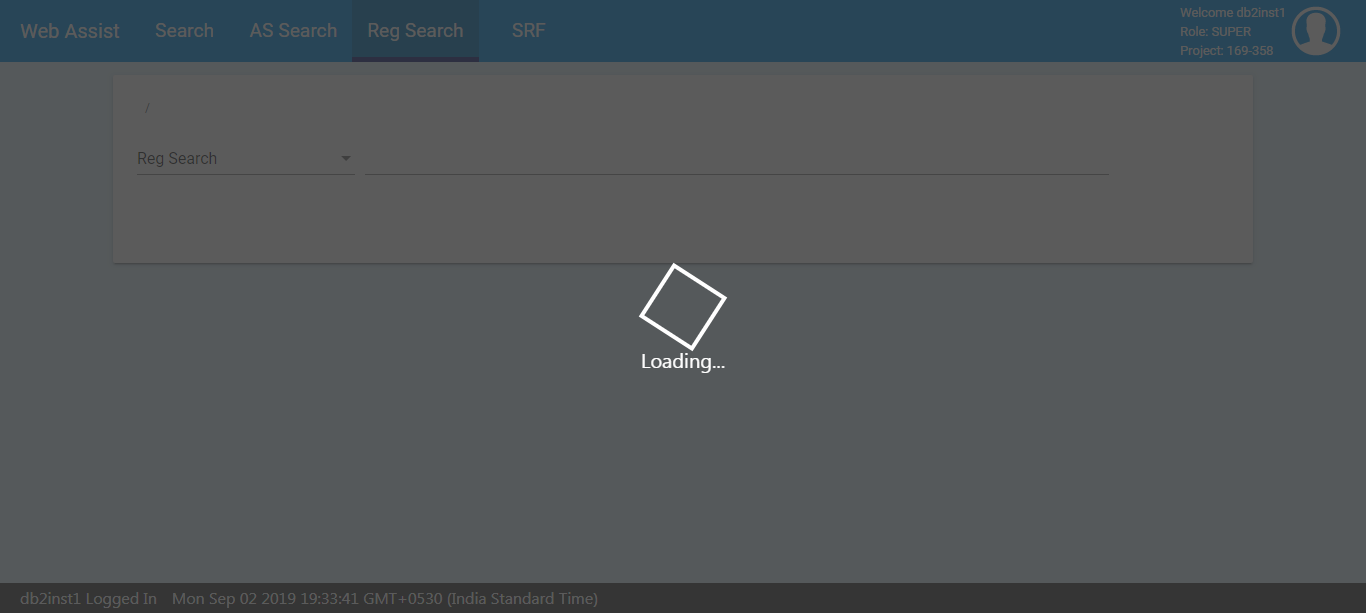 Web Assist Search AS Search Reg Search SRF
Welcome db2inst1
Role: SUPER
Project: 169-358
/
Reg Search
Loading...
db2inst1 Logged In Mon Sep 02 2019 19:33:41 GMT+0530 (India Standard Time)